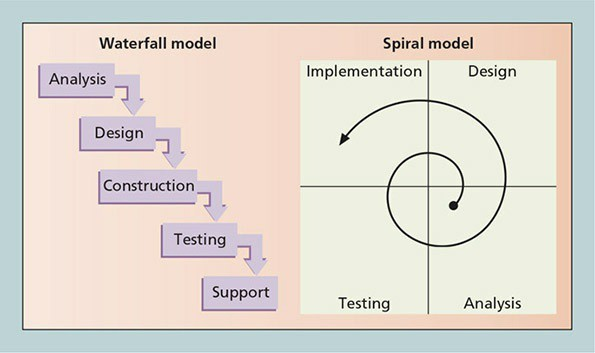 Waterfall model
Analysis
Design
Construction
Testing
Support
Spiral model
Implementation
Design
Testing
Analysis